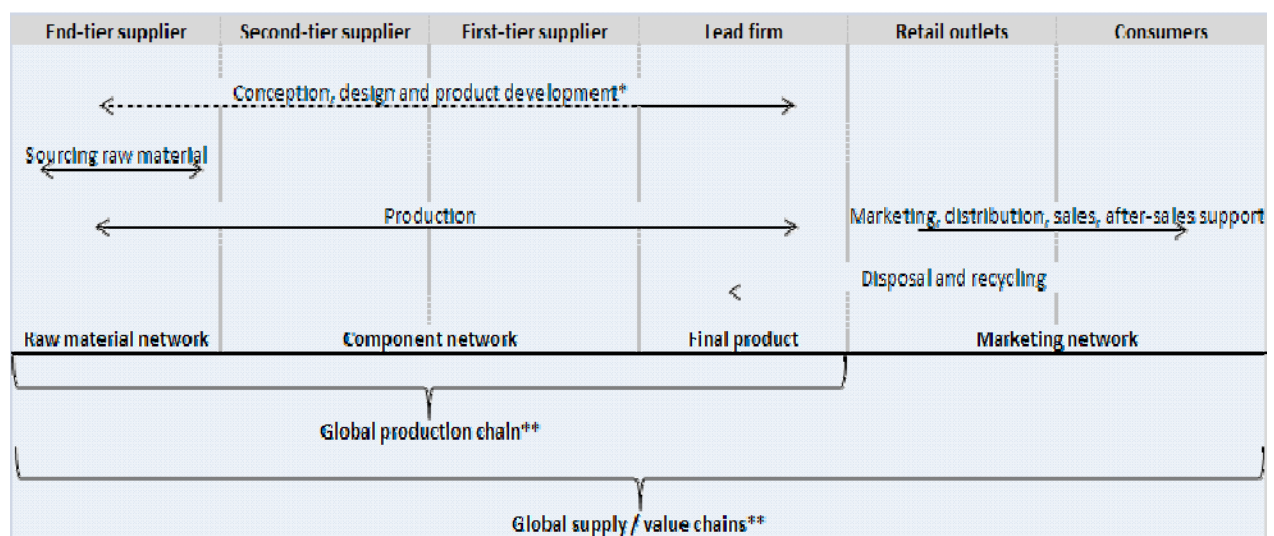 End-tier supplier Second-tier supplier First-tier supplier Lead firm Retail outlets Consumers
Conception, design and product development*
Sourcing raw material
Production
Marketing, distribution, sales, after-sales support
Disposal and recycling
Raw material network Component network Final product Marketing network
Global production chain**
Global supply / value chains**